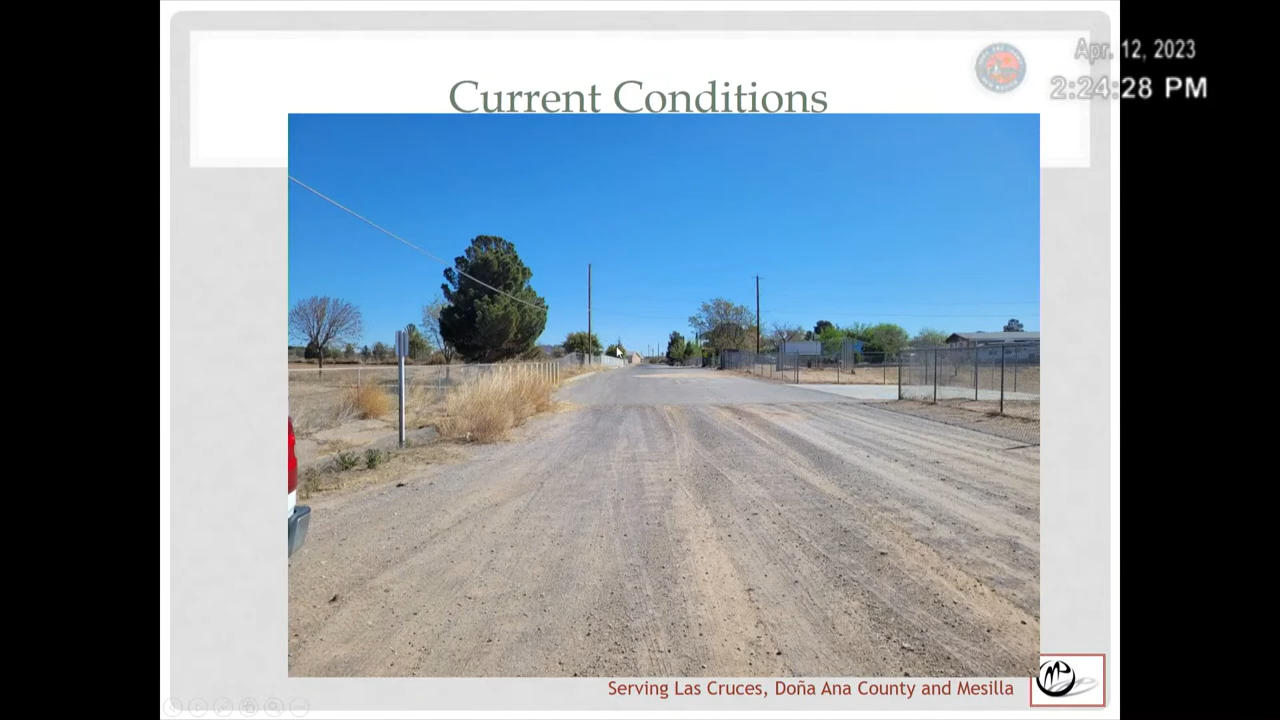 Current Conditions
Apr. 12, 2023
2:24:28 PM
Serving Las Cruces, Doña Ana County and Mesilla